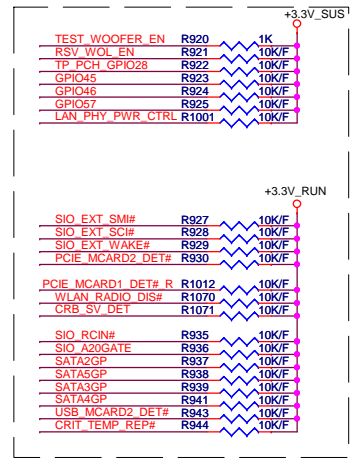 +3.3V_SUS
TEST_WOOFER_EN R920 1K
RSV_WOL_EN R921 10K/F
TP_PCH_GPIO28 R922 10K/F
GPIO45 R923 10K/F
GPIO46 R924 10K/F
GPIO57 R925 10K/F
LAN_PHY_PWR_CTRL R1001 10K/F
+3.3V_RUN
SIO_EXT_SMI# R927 10K/F
SIO_EXT_SCI# R928 10K/F
SIO_EXT_WAKE# R929 10K/F
PCIE_MCARD2_DET# R930 10K/F
PCIE_MCARD1_DET#_R R1012 10K/F
WLAN_RADIO_DIS# R1070 10K/F
CRB_SV_DET R1071 10K/F
SIO_RCIN# R935 10K/F
SIO_A20GATE R936 10K/F
SATA2GP R937 10K/F
SATA5GP R938 10K/F
SATA3GP R939 10K/F
SATA4GP R941 10K/F
USB_MCARD2_DET# R943 10K/F
CRIT_TEMP_REP# R944 10K/F